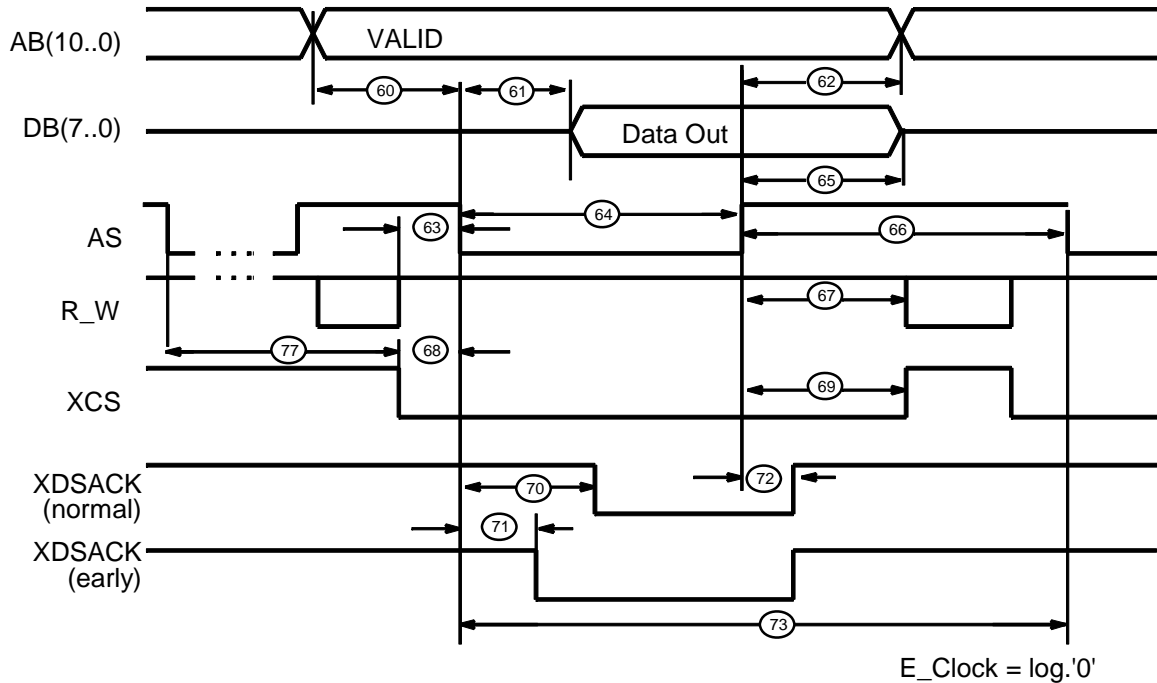 AB(10..0)
VALID
60
61
62
DB(7..0)
Data Out
65
64
AS
63
66
R_W
67
77
68
XCS
69
XDSACK
(normal)
70
72
71
XDSACK
(early)
73
E_Clock = log.'0'